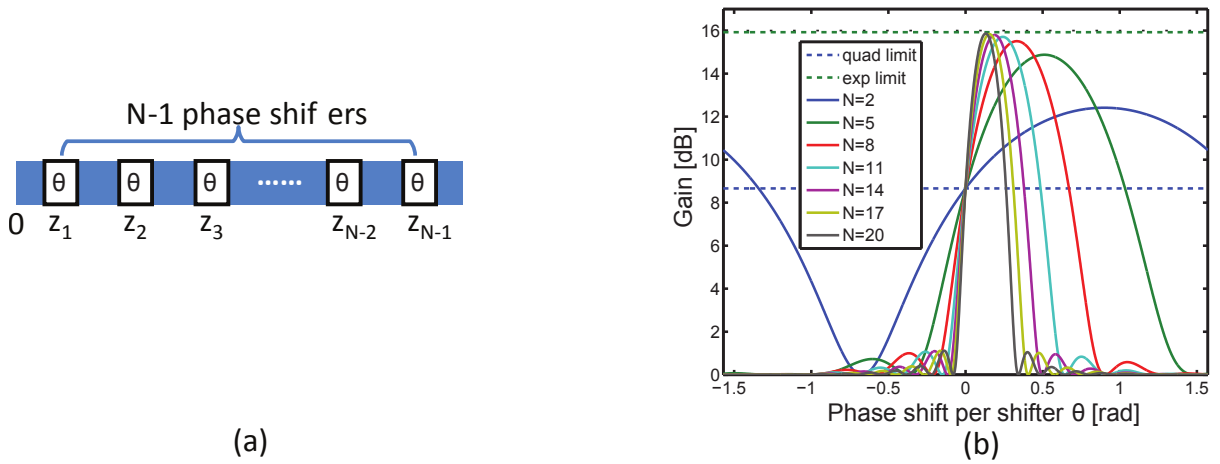 N-1 phase shif ers
θ θ θ ...... θ θ
0 z1 z2 z3 zN-2 zN-1
(a)
Gain [dB]
16
14
12
10
8
6
4
2
0
quad limit
exp limit
N=2
N=5
N=8
N=11
N=14
N=17
N=20
−1.5 −1 −0.5 0 0.5 1 1.5
Phase shift per shifter θ [rad]
(b)